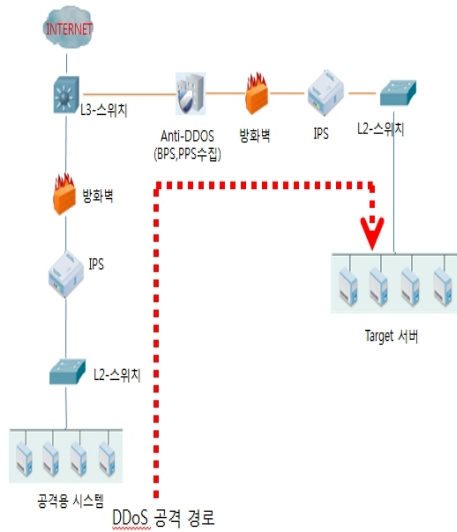 INTERNET
L3-스위치
Anti-DDOS
(BPS,PPS수집)
방화벽
IPS
L2-스위치
방화벽
IPS
Target 서버
L2-스위치
공격용 시스템
DDoS 공격 경로